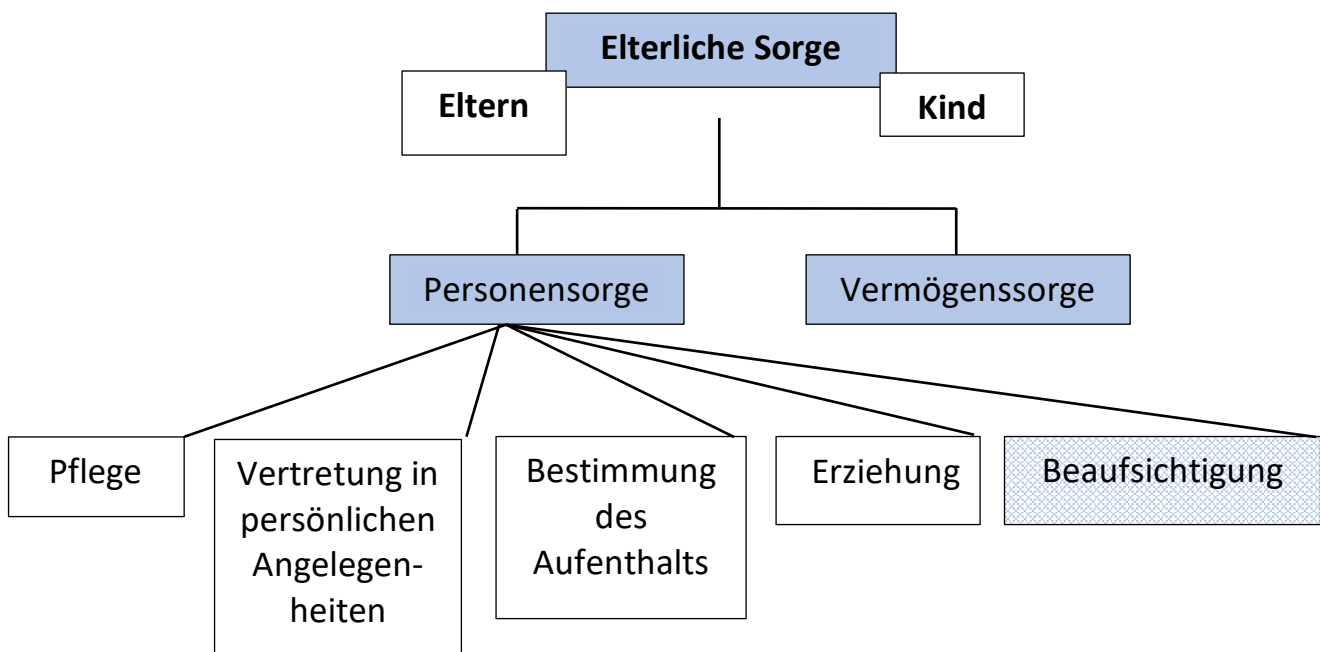 Elterliche Sorge
Eltern
Kind
Personensorge
Vermögenssorge
Pflege
Vertretung in
persönlichen
Angelegen-
heiten
Bestimmung
des
Aufenthalts
Erziehung
Beaufsichtigung